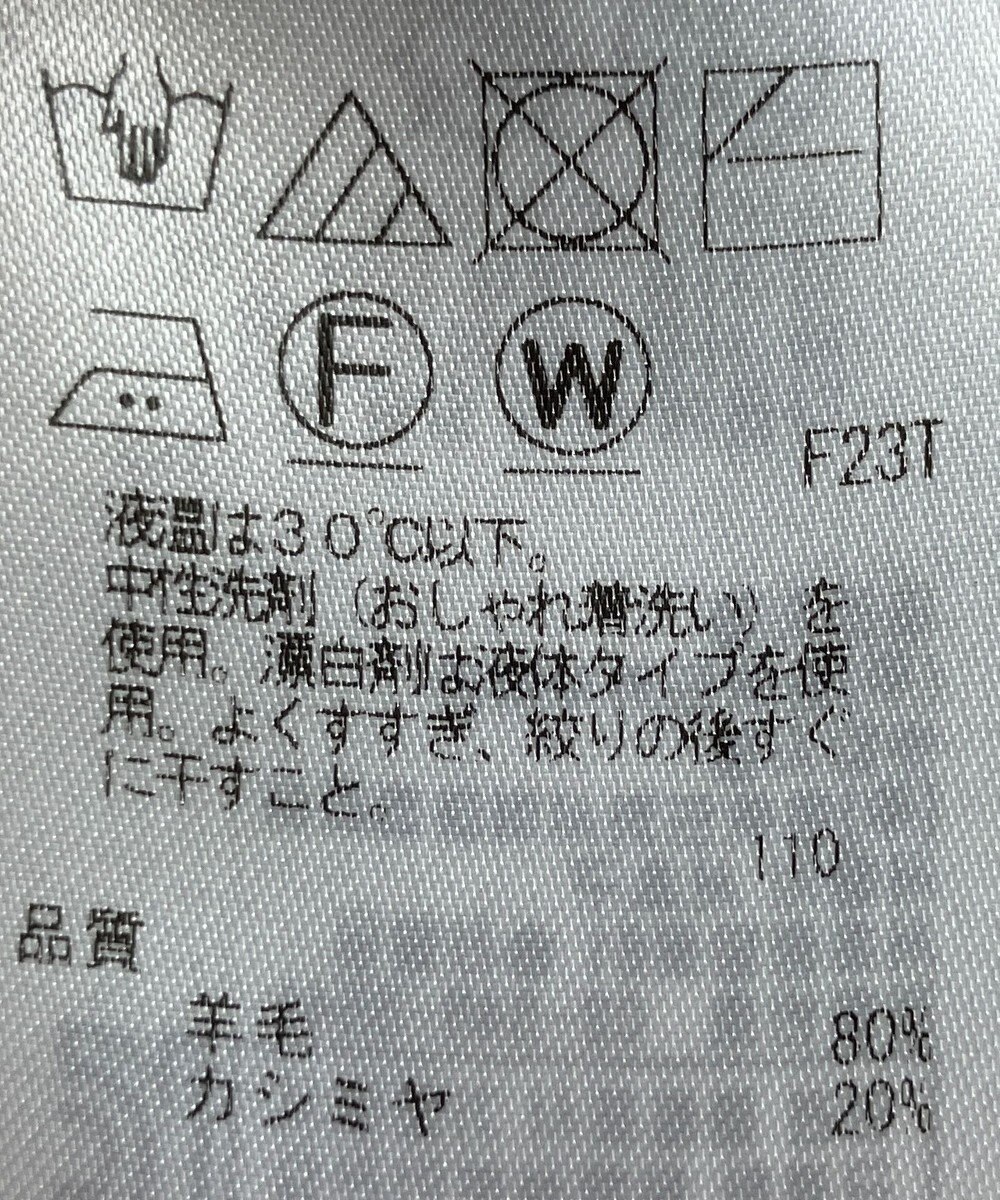 F
W
F23T
液温は30℃以下。
中性洗剤（おしゃれ着洗い）を
使用。漂白剤は液体タイプを使
用。よくすすぎ、絞りの後すぐ
に干すこと。
110
品質
羊毛 80%
カシミヤ 20%